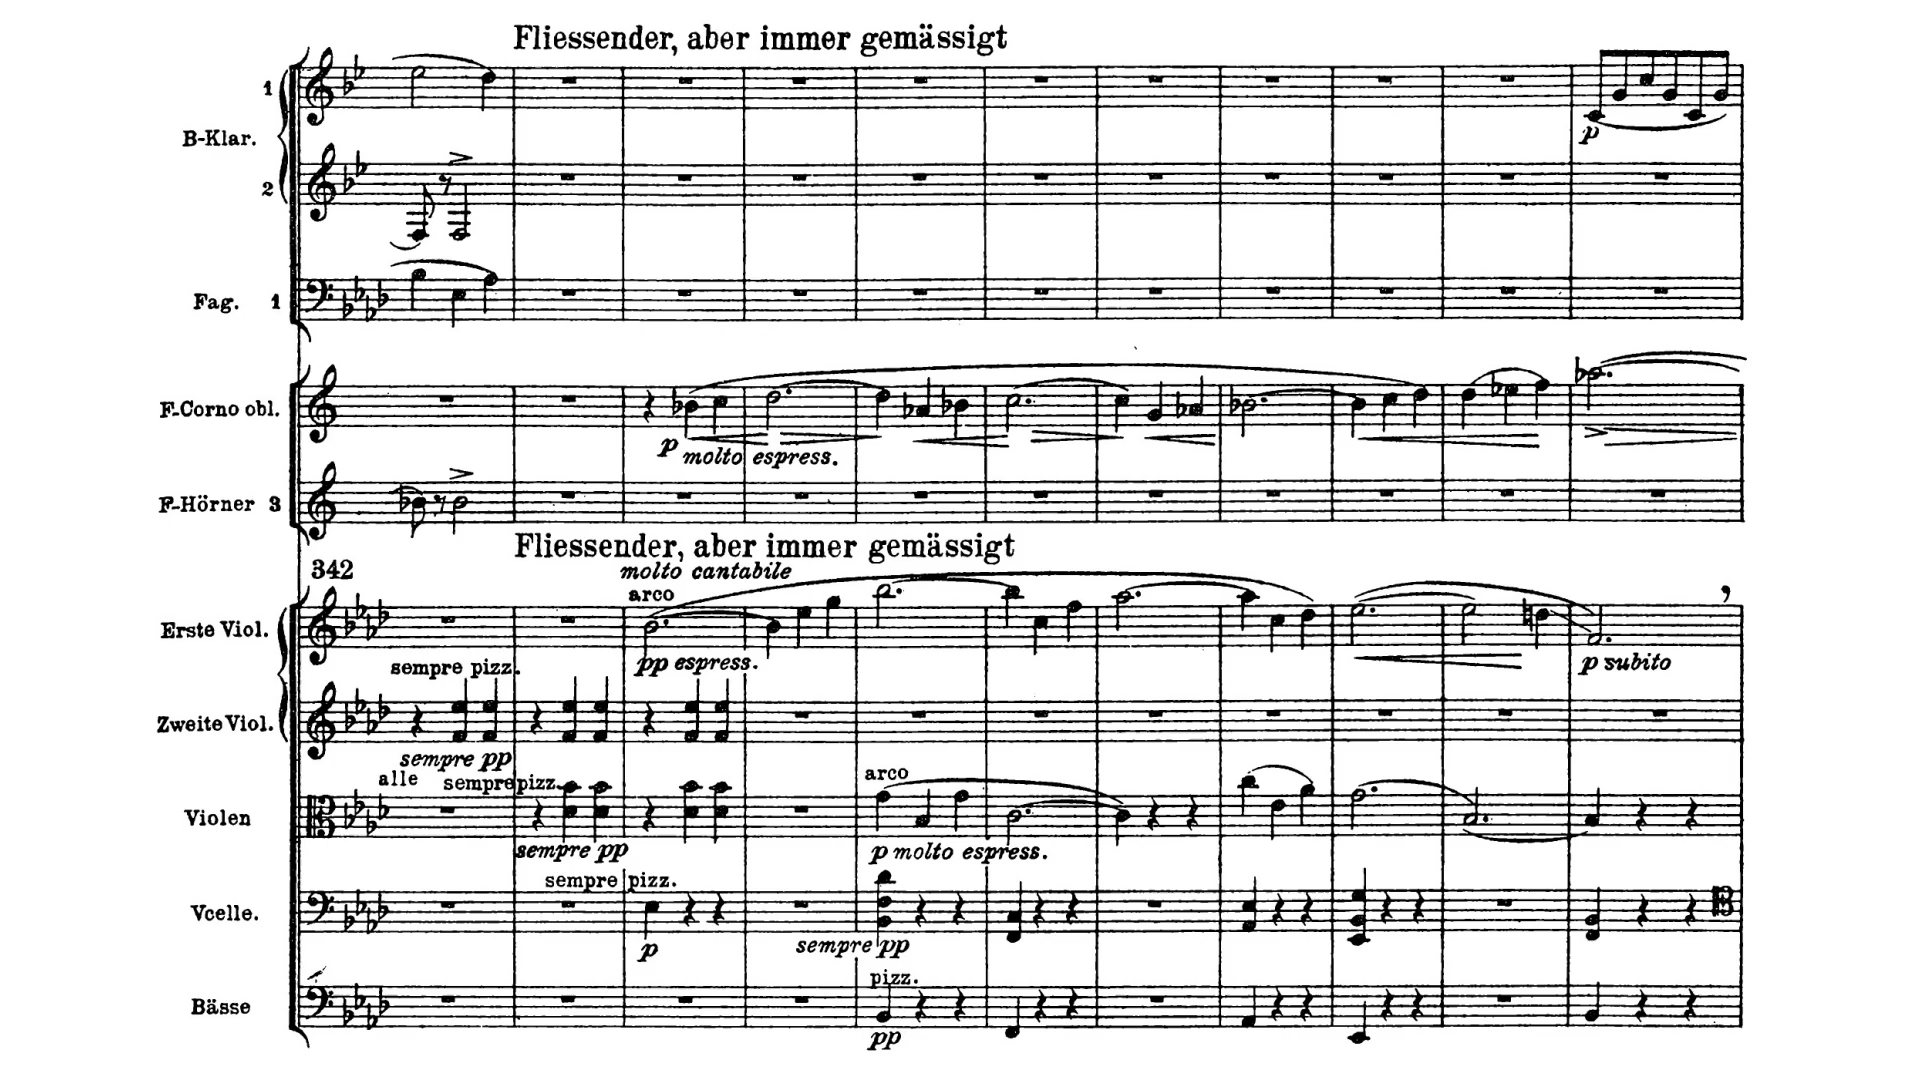 Fliessender, aber immer gemässigt
1
B-Klar.
p
2
Fag. 1
F-Corno obl.
p molto espress.
F-Hörner 3
Fliessender, aber immer gemässigt
342
molto cantabile
arco
Erste Viol.
sempre pizz.
pp espress.
p subito
Zweite Viol.
sempre pp
alle
sempre pizz.
arco
Violen
sempre pp
p molto espress.
sempre pizz.
Vcelle.
p
sempre pp
pizz.
Bässe
pp